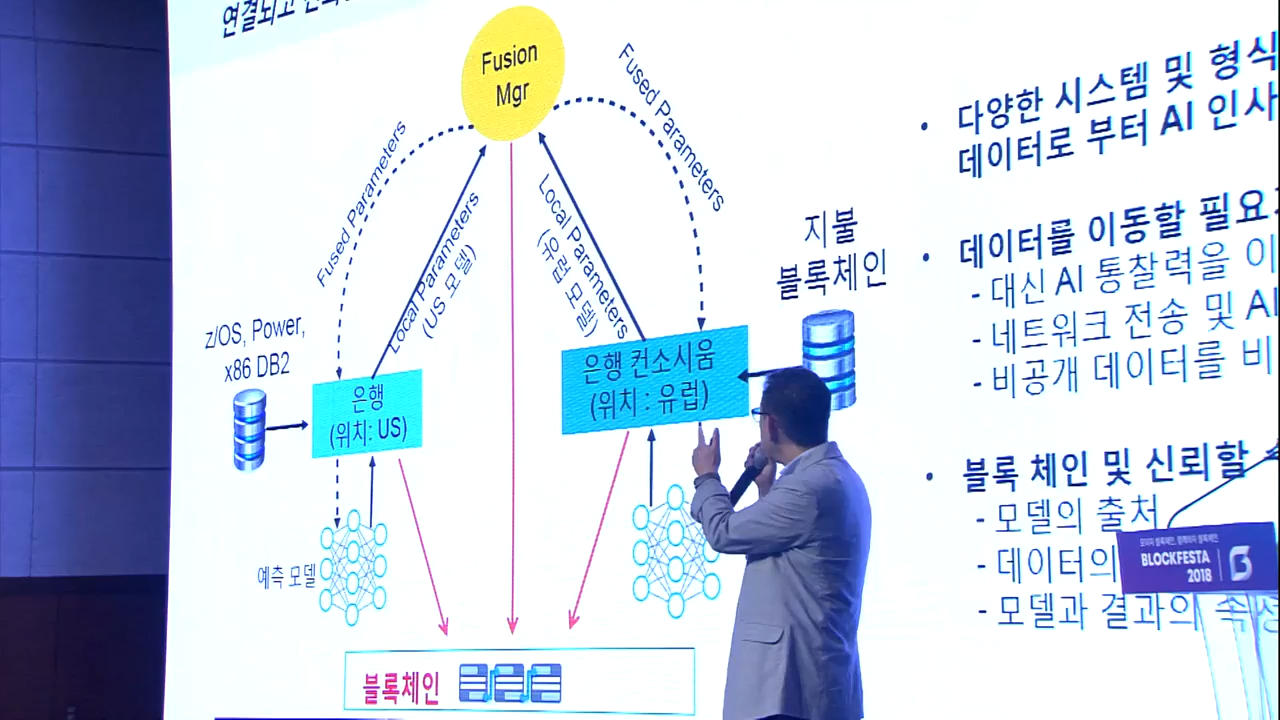 연결되고
Fusion
Mgr
Fused Parameters
Fused Parameters
Local Parameters
(US 모델)
Local Parameters
(유럽 모델)
z/OS, Power,
x86 DB2
은행
(위치: US)
은행 컨소시움
(위치 : 유럽)
지불
블록체인
예측 모델
블록체인
• 다양한 시스템 및 형식
데이터로 부터 AI 인사
• 데이터를 이동할 필요
- 대신 AI 통찰력을 이
- 네트워크 전송 및 AI
- 비공개 데이터를 비
• 블록 체인 및 신뢰할
- 모델의 출처
- 데이터의
- 모델과 결과의 속성
BLOCKFESTA
2018